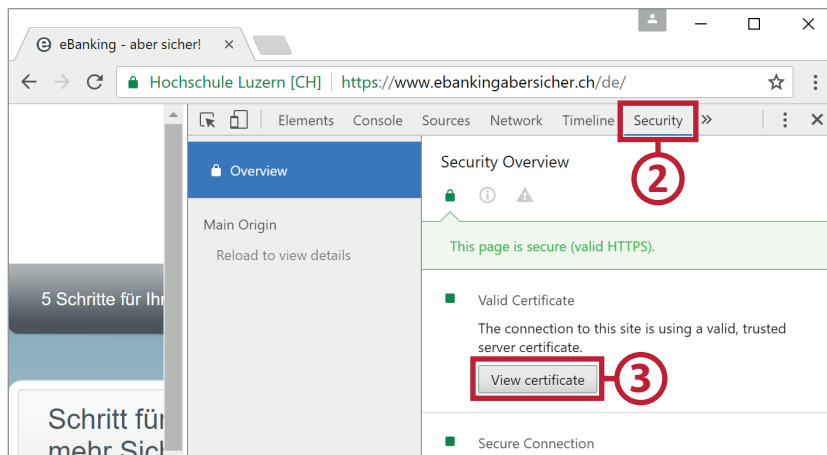 eBanking - aber sicher!
Hochschule Luzern [CH] https://www.ebankingabersicher.ch/de/
Elements Console Sources Network Timeline Security »
2
Overview
Security Overview
Main Origin
Reload to view details
This page is secure (valid HTTPS).
5 Schritte für Ihr
Valid Certificate
The connection to this site is using a valid, trusted
server certificate.
View certificate
3
Schritt für
mehr Sich
Secure Connection